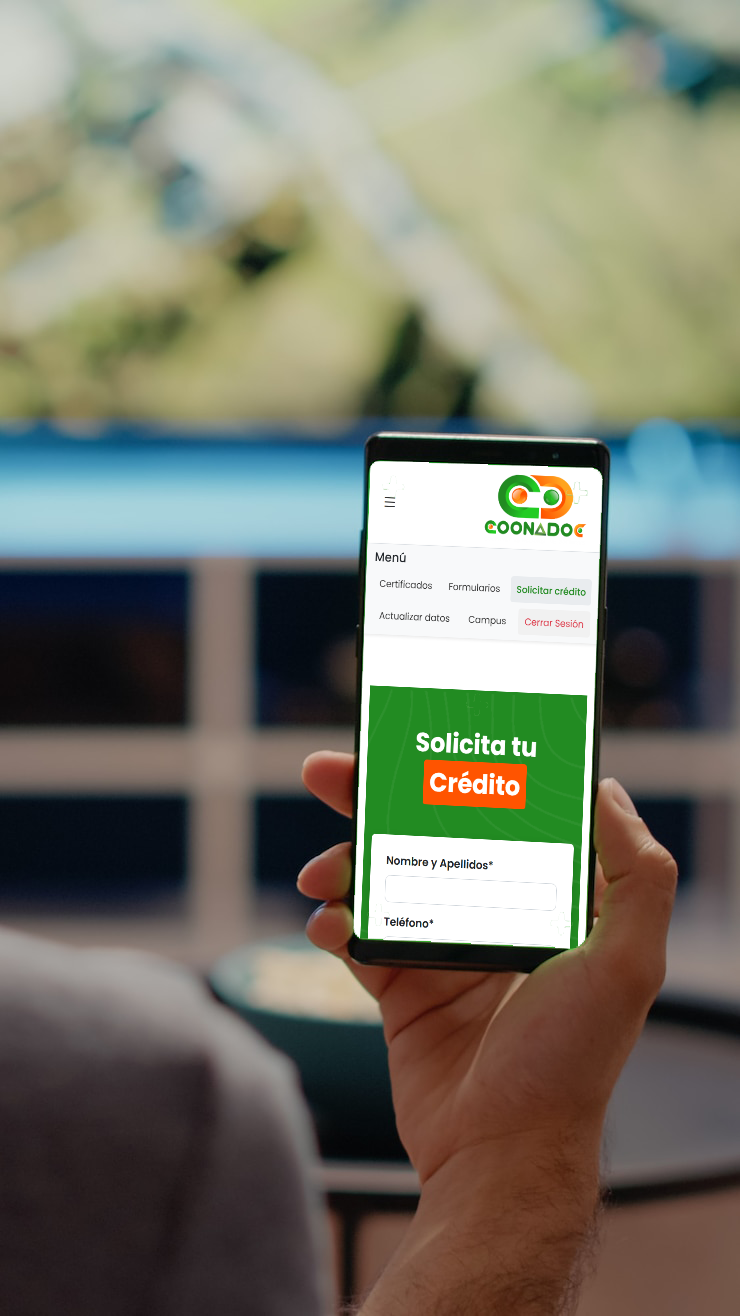 COONADOC
Menú
Certificados Formularios Solicitar crédito
Actualizar datos Campus Cerrar Sesión
Solicita tu
Crédito
Nombre y Apellidos*
Teléfono*